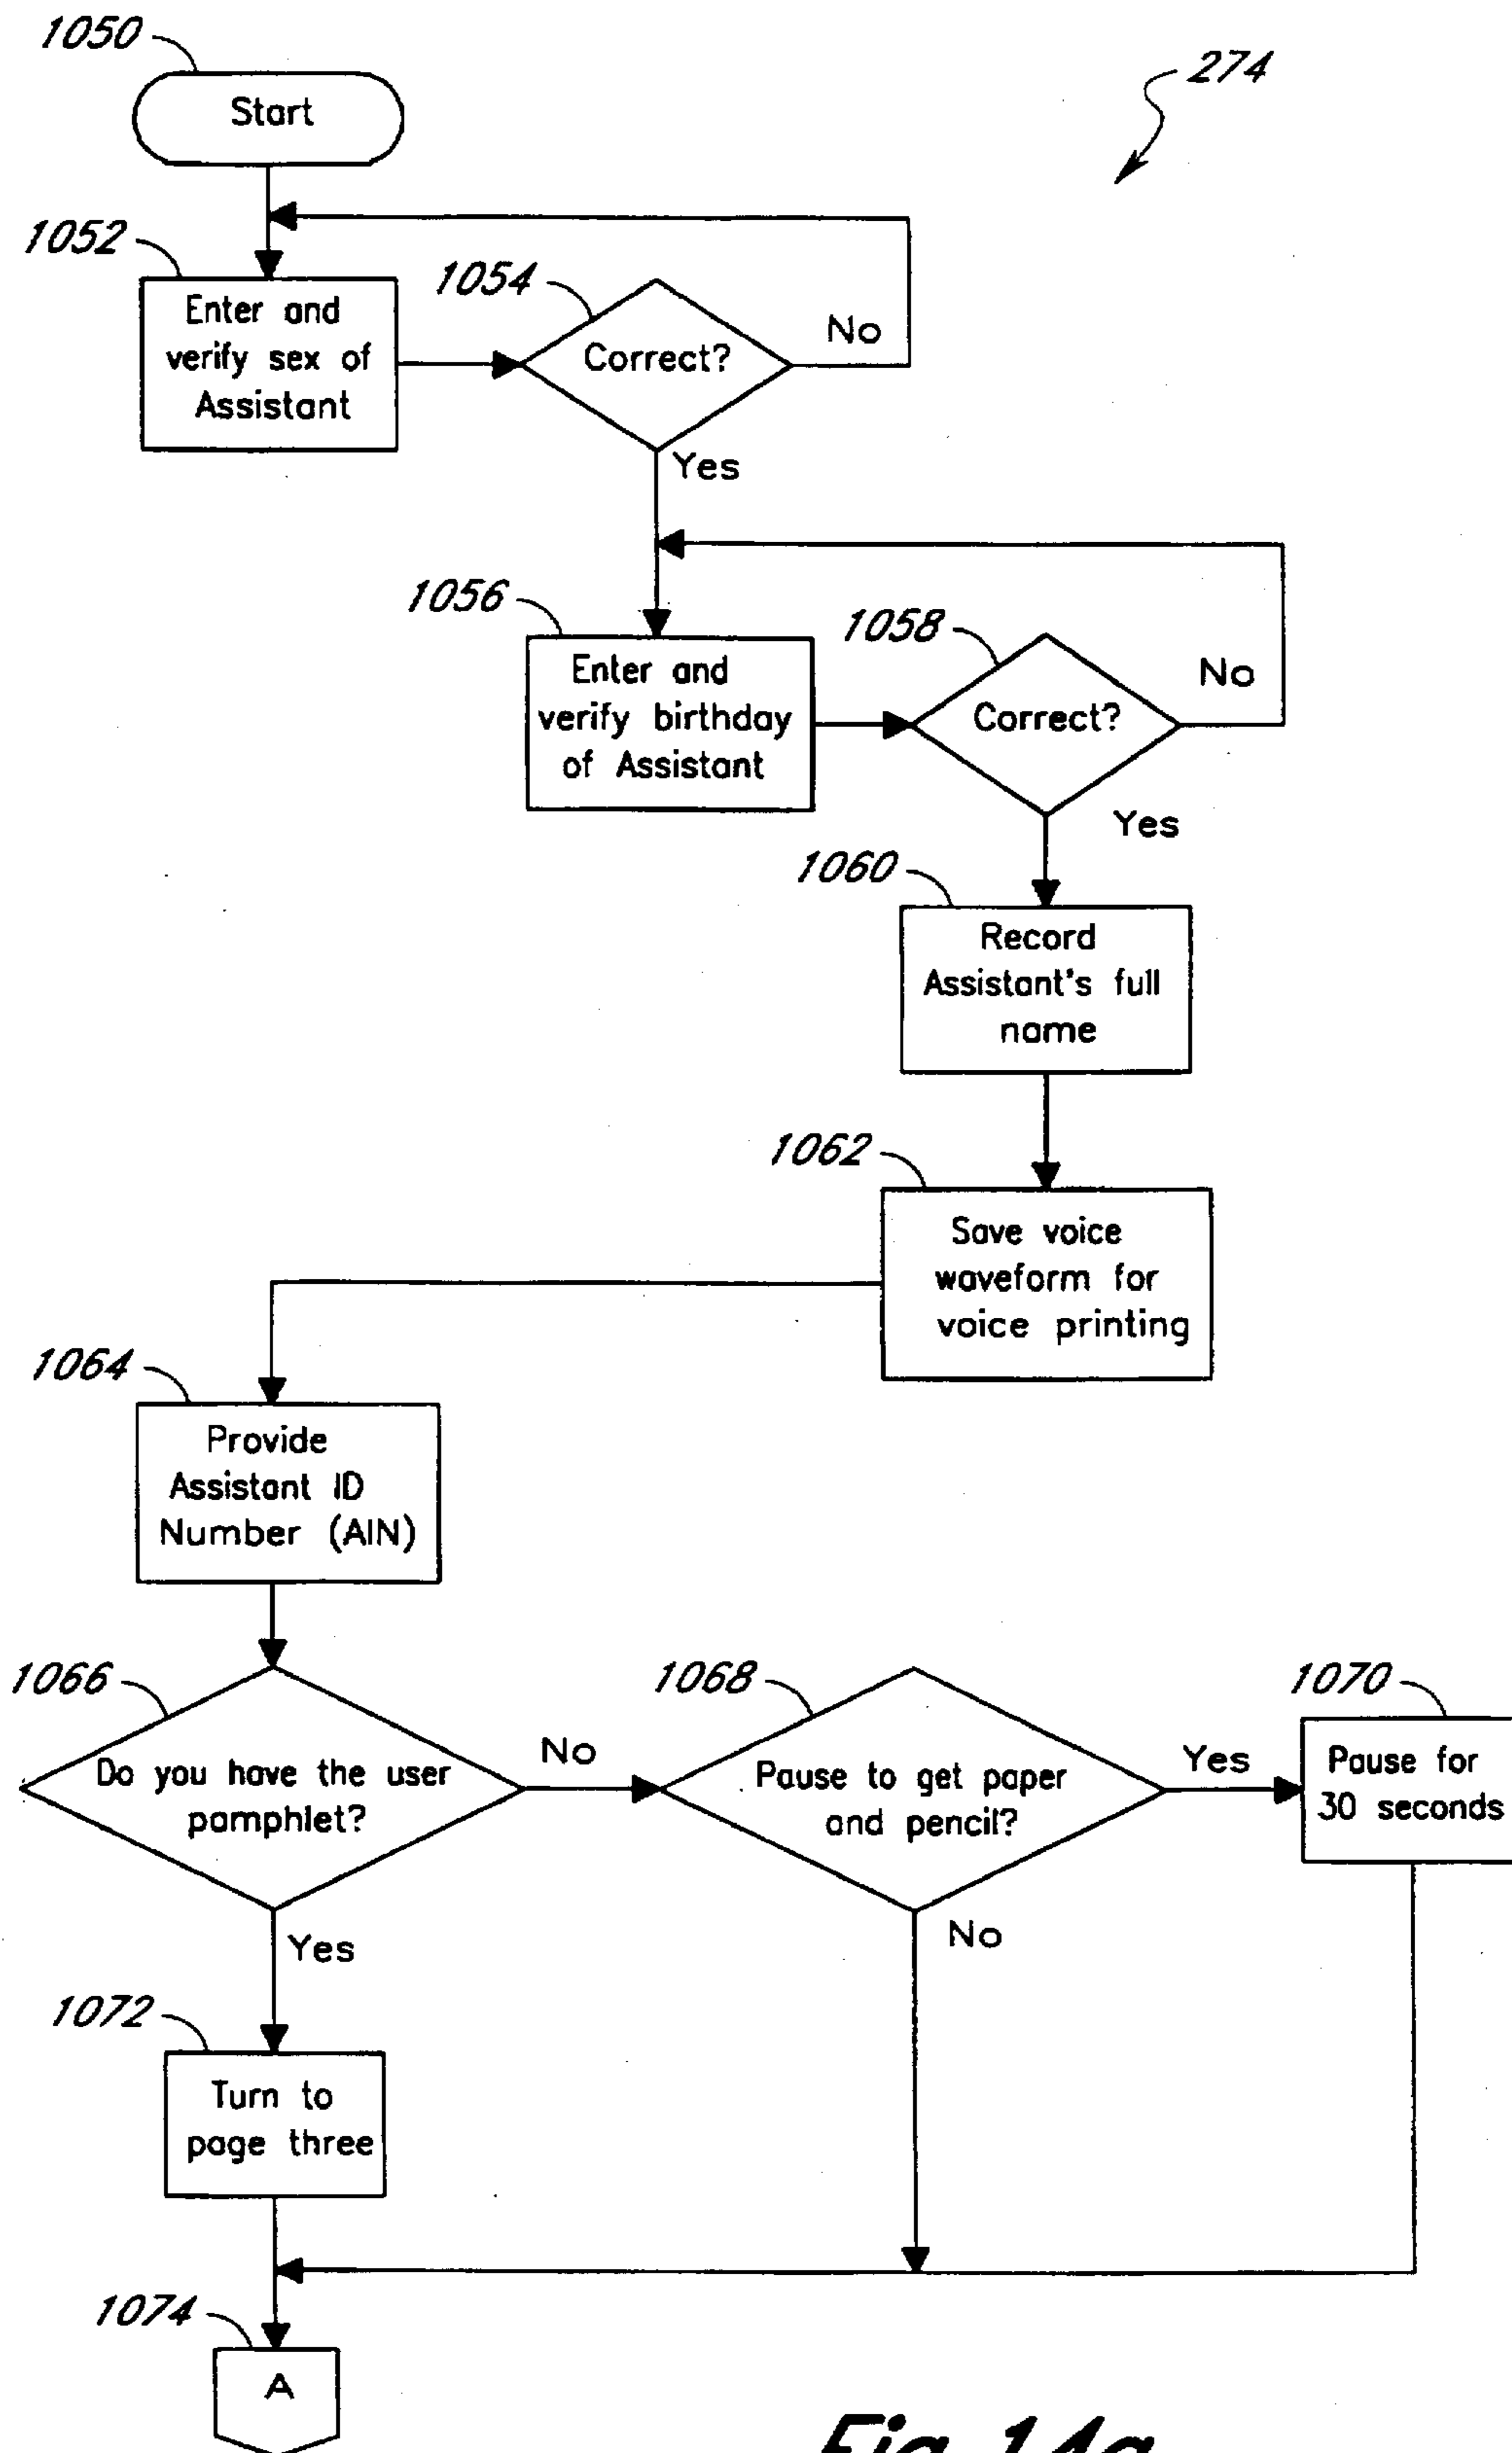 1050
Start
274
1052
Enter and
verify sex of
Assistant
1054
Correct?
No
Yes
1056
Enter and
verify birthday
of Assistant
1058
Correct?
No
Yes
1060
Record
Assistant's full
name
1062
Save voice
waveform for
voice printing
1064
Provide
Assistant ID
Number (AIN)
1066
Do you have the user
pamphlet?
No
1068
Pause to get paper
and pencil?
Yes
1070
Pause for
30 seconds
Yes
No
1072
Turn to
page three
1074
A
Fig. 14a